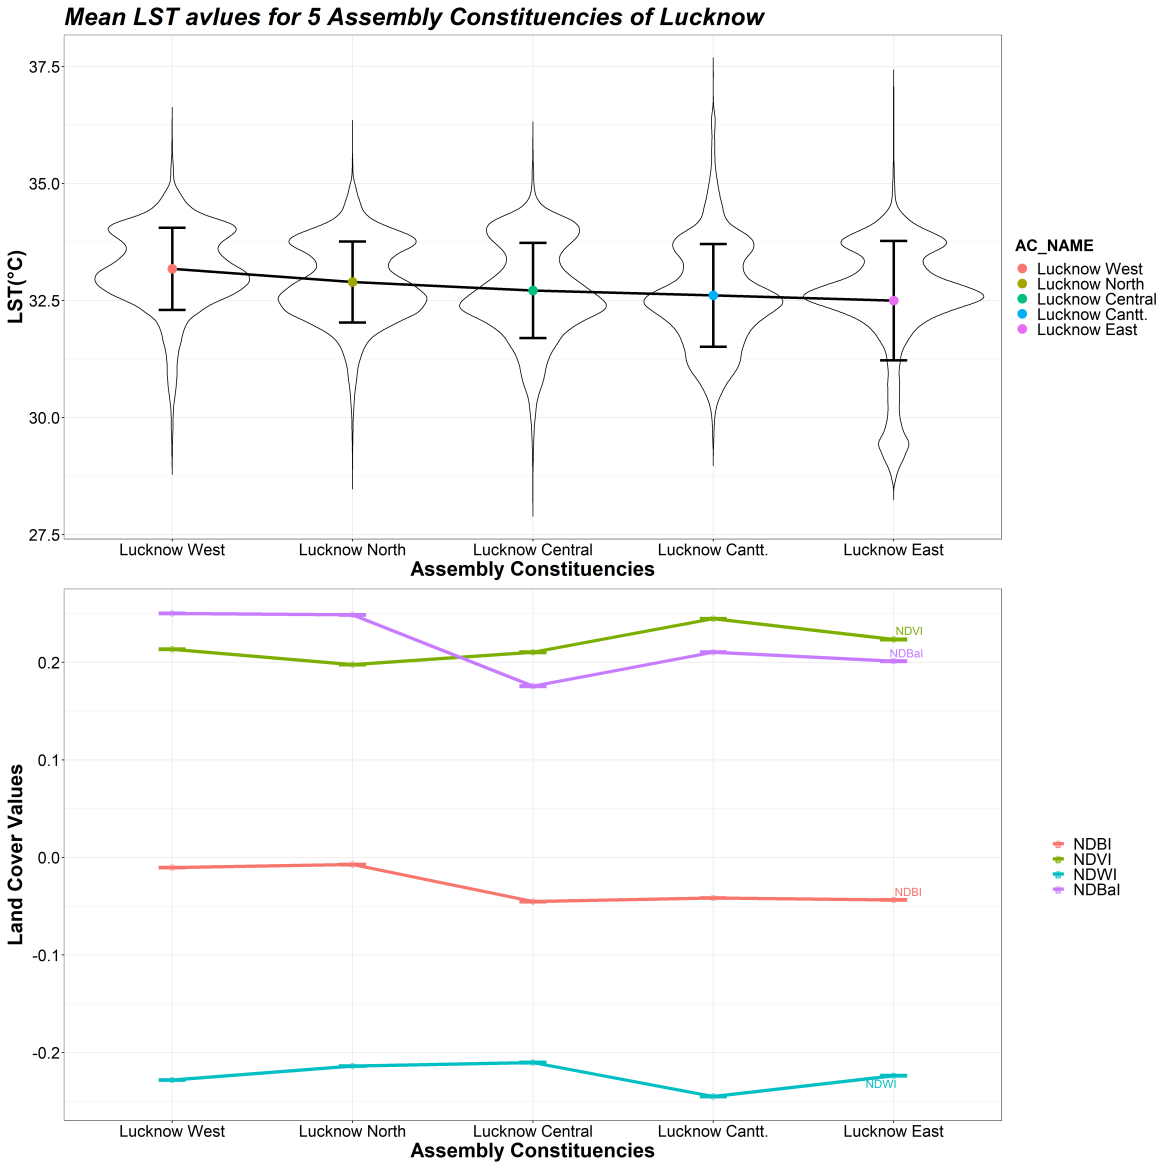 Mean LST avlues for 5 Assembly Constituencies of Lucknow
37.5
35.0
32.5
30.0
27.5
LST(°C)
Lucknow West
Lucknow North
Lucknow Central
Lucknow Cantt.
Lucknow East
Assembly Constituencies
AC_NAME
Lucknow West
Lucknow North
Lucknow Central
Lucknow Cantt.
Lucknow East
0.2
0.1
0.0
-0.1
-0.2
Land Cover Values
NDVI
NDBaI
NDBI
NDWI
Lucknow West
Lucknow North
Lucknow Central
Lucknow Cantt.
Lucknow East
Assembly Constituencies
NDBI
NDVI
NDWI
NDBaI